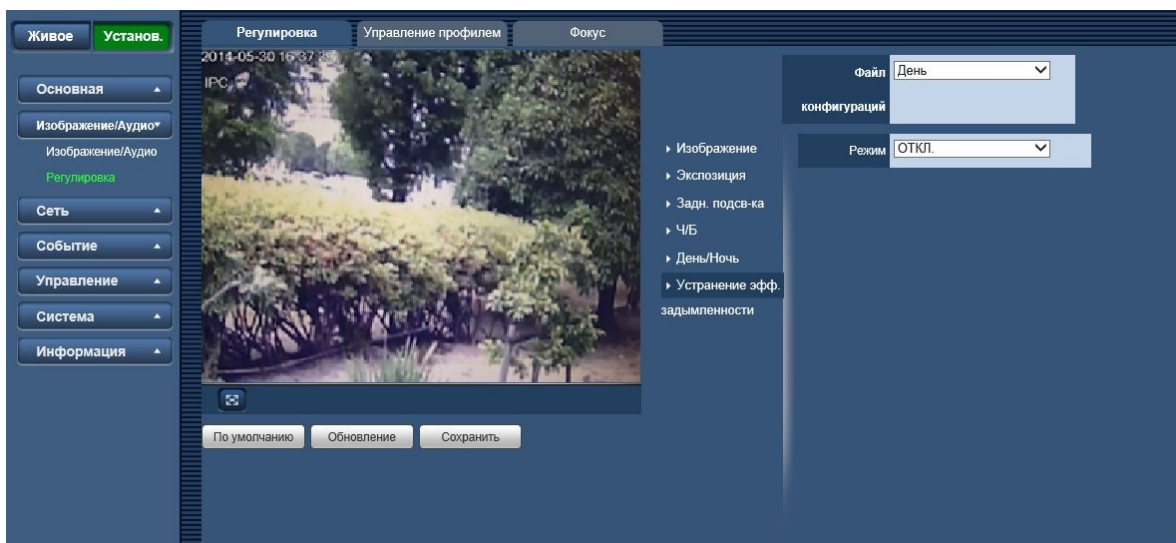 Живое Установ.
Основная
Изображение/Аудио
Изображение/Аудио
Регулировка
Сеть
Событие
Управление
Система
Информация
Регулировка Управление профилем Фокус
2014-05-30 16:37
IPC
По умолчанию Обновление Сохранить
Изображение
Экспозиция
Задн. подсв-ка
Ч/Б
День/Ночь
Устранение эфф.
задымленности
Файл День
конфигураций
Режим ОТКЛ.